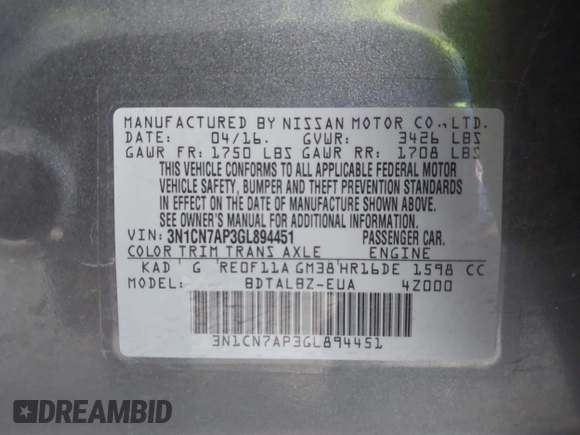 MANUFACTURED BY NISSAN MOTOR CO.,LTD.
DATE: 04/16. GVWR: 3426 LBS
GAWR FR: 1750 LBS GAWR RR: 1708 LBS
THIS VEHICLE CONFORMS TO ALL APPLICABLE FEDERAL MOTOR
VEHICLE SAFETY, BUMPER AND THEFT PREVENTION STANDARDS
IN EFFECT ON THE DATE OF MANUFACTURE SHOWN ABOVE.
SEE OWNER'S MANUAL FOR ADDITIONAL INFORMATION.
VIN: 3N1CN7AP3GL894451 PASSENGER CAR.
COLOR TRIM TRANS AXLE ENGINE
KAD G RE0F11A GM38 HR16DE 1598 CC
MODEL: BDTALBZ-EUA 4Z000
3N1CN7AP3GL894451
DREAMBID